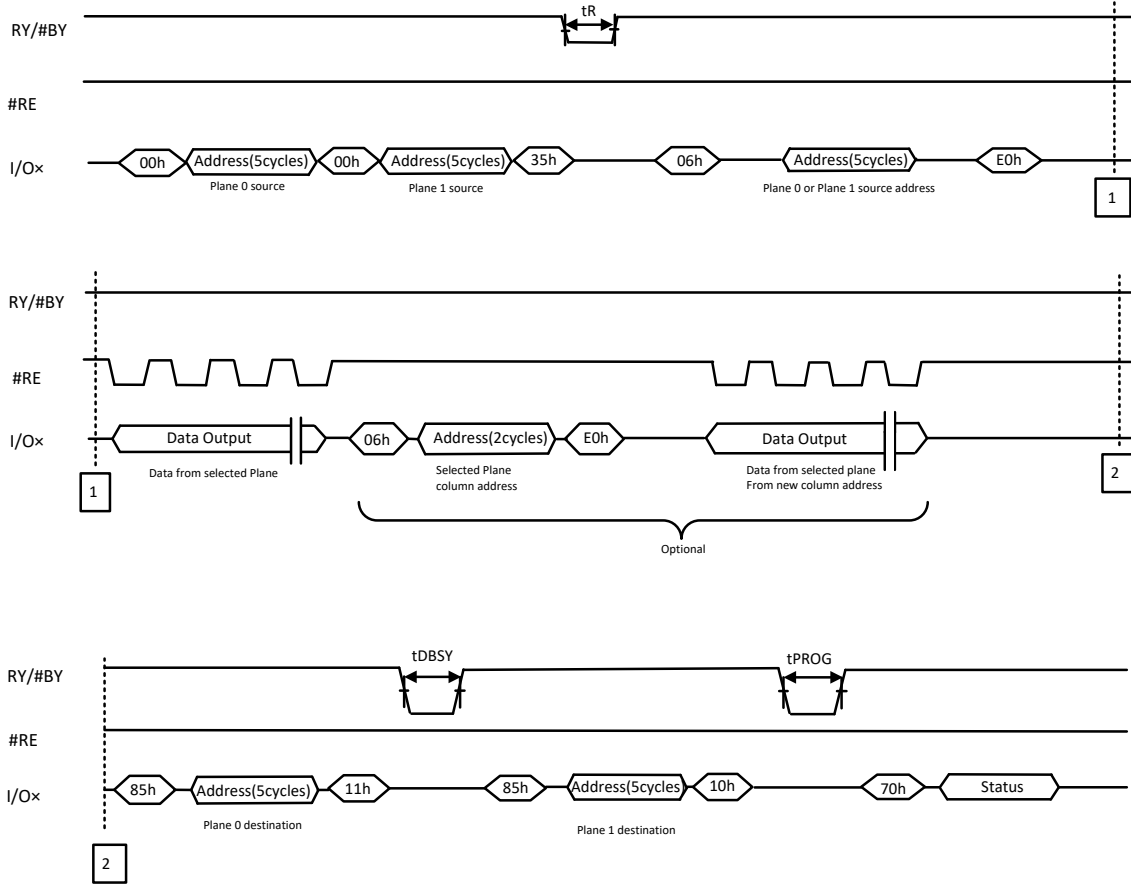 tR
RY/#BY
#RE
I/O×
00h Address(5cycles) 00h Address(5cycles) 35h 06h Address(5cycles) E0h
Plane 0 source Plane 1 source Plane 0 or Plane 1 source address
1
RY/#BY
#RE
I/O×
Data Output 06h Address(2cycles) E0h Data Output
Data from selected Plane
Selected Plane
column address
Data from selected plane
From new column address
1
2
Optional
tDBSY tPROG
RY/#BY
#RE
I/O×
85h Address(5cycles) 11h 85h Address(5cycles) 10h 70h Status
Plane 0 destination Plane 1 destination
2